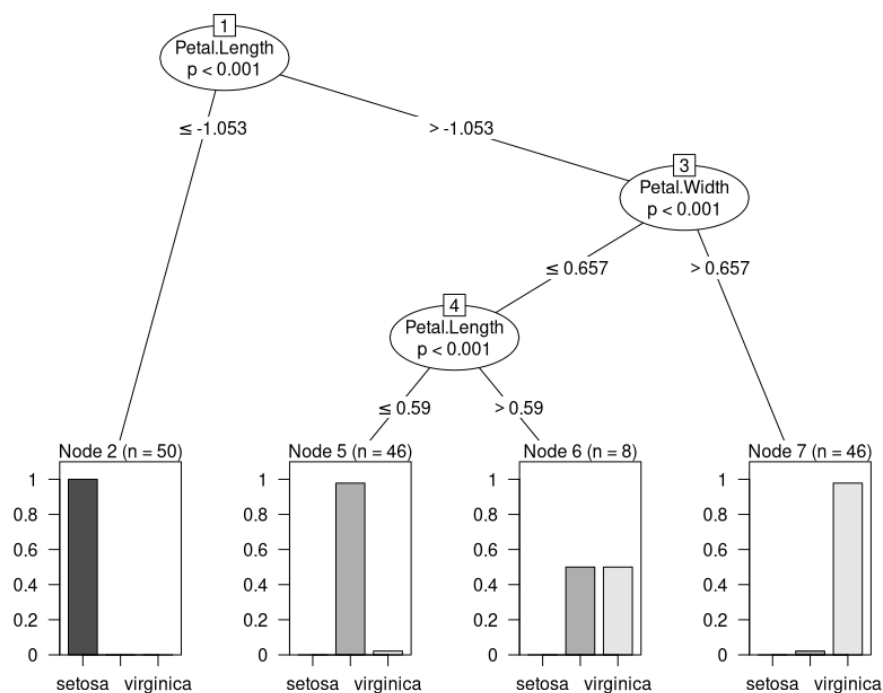 1
Petal.Length
p < 0.001
≤ -1.053
> -1.053
3
Petal.Width
p < 0.001
≤ 0.657
> 0.657
4
Petal.Length
p < 0.001
≤ 0.59
> 0.59
Node 2 (n = 50)
1
0.8
0.6
0.4
0.2
0
setosa virginica
Node 5 (n = 46)
1
0.8
0.6
0.4
0.2
0
setosa virginica
Node 6 (n = 8)
1
0.8
0.6
0.4
0.2
0
setosa virginica
Node 7 (n = 46)
1
0.8
0.6
0.4
0.2
0
setosa virginica